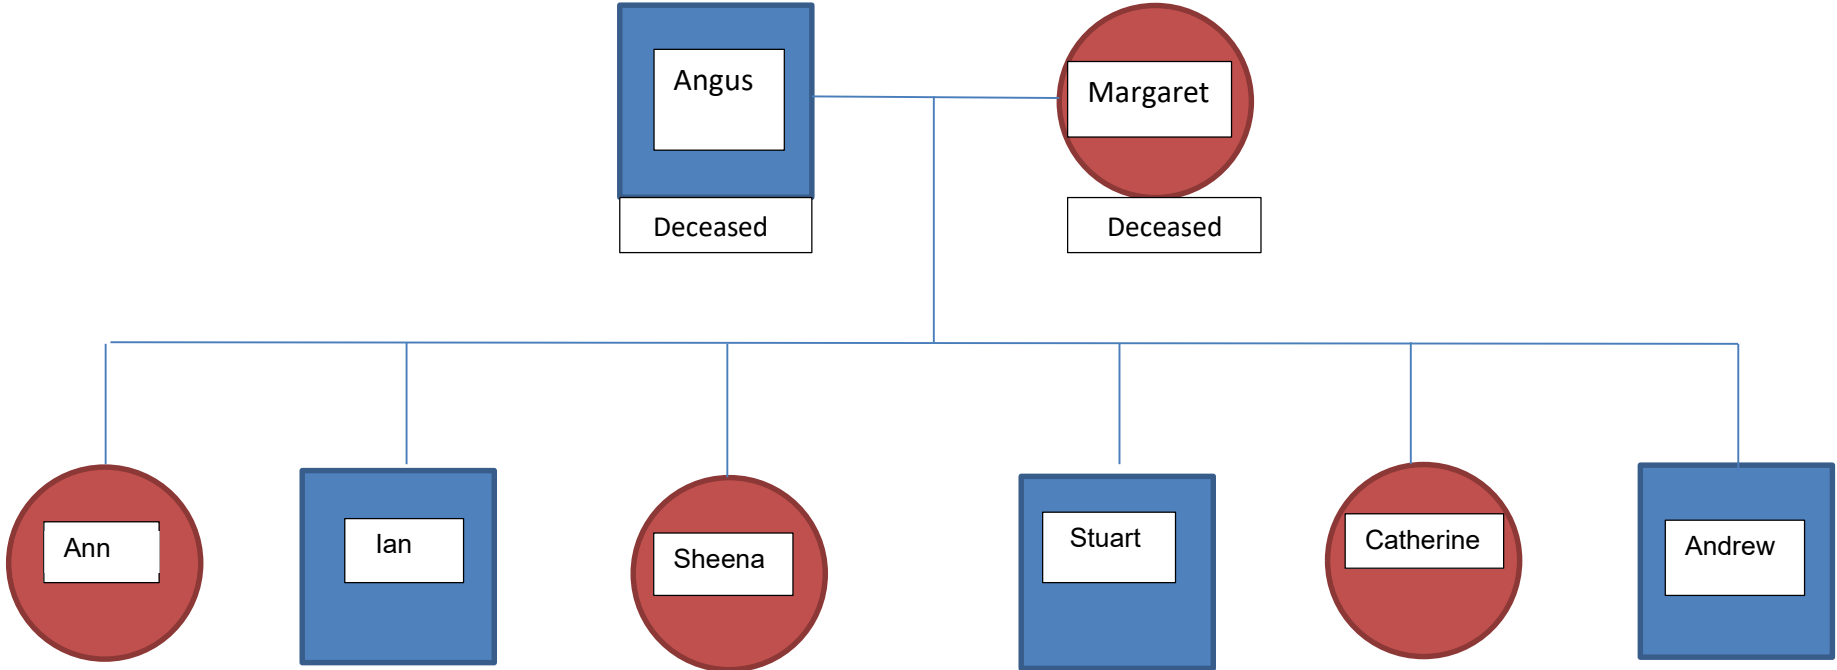 Angus
Margaret
Deceased
Deceased
Ann
Ian
Sheena
Stuart
Catherine
Andrew